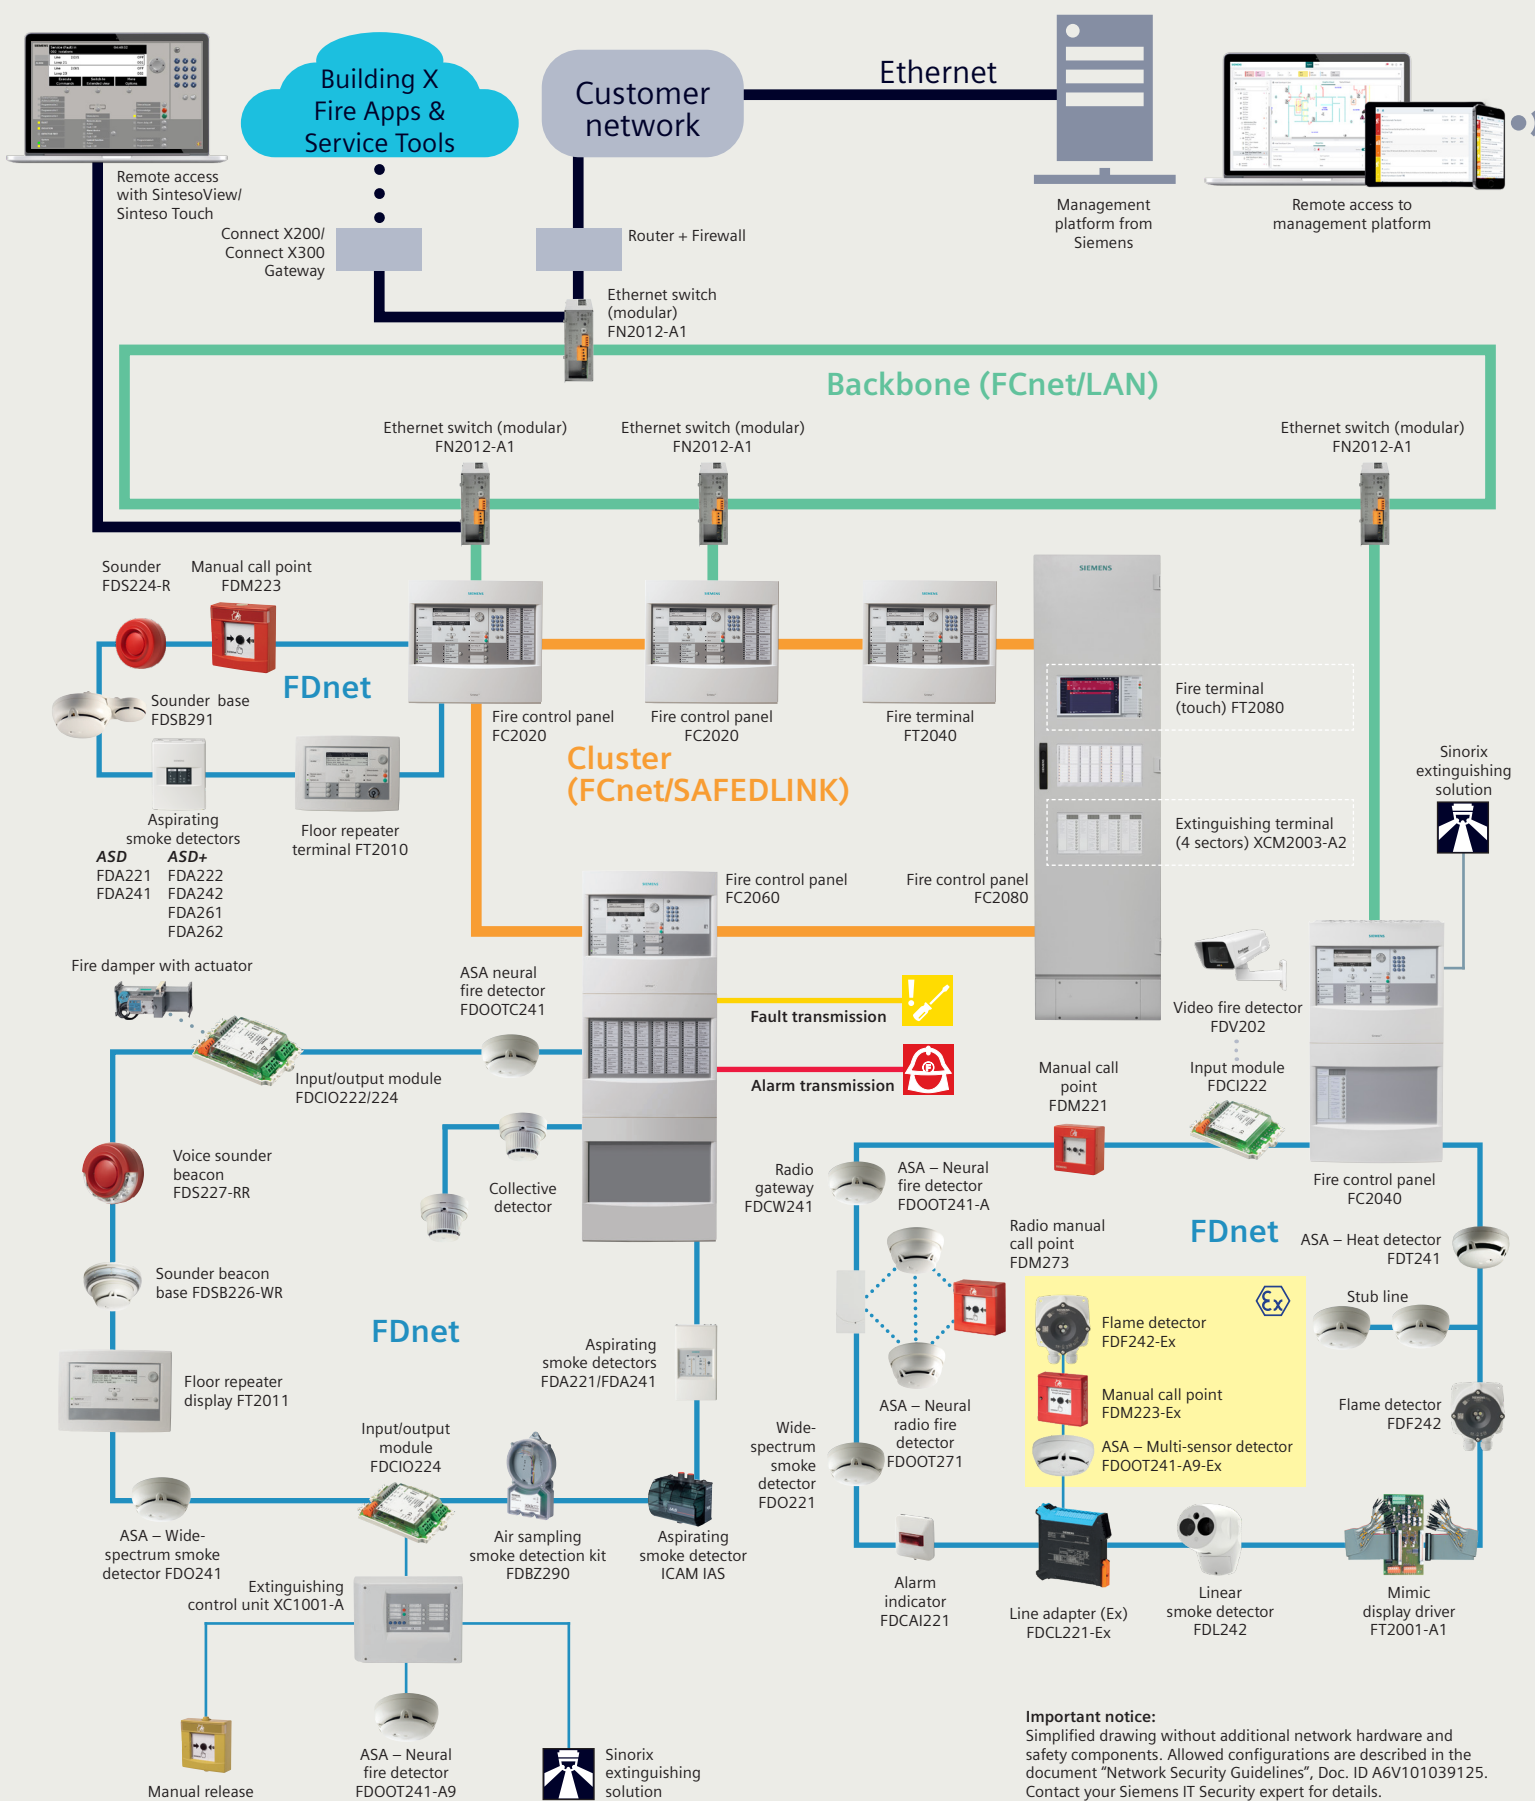 Building X
Fire Apps &
Service Tools
Customer
network
Ethernet
Remote access
with SintesoView/
Sinteso Touch
Connect X200/
Connect X300
Gateway
Router + Firewall
Management
platform from
Siemens
Remote access to
management platform
Ethernet switch
(modular)
FN2012-A1
Backbone (FCnet/LAN)
Ethernet switch (modular)
FN2012-A1
Ethernet switch (modular)
FN2012-A1
Ethernet switch (modular)
FN2012-A1
Sounder
FDS224-R
Manual call point
FDM223
SIEMENS
FDnet
Sounder base
FDSB291
Fire control panel
FC2020
Fire control panel
FC2020
Fire terminal
FT2040
Fire terminal
(touch) FT2080
Cluster
(FCnet/SAFEDLINK)
Sinorix
extinguishing
solution
Aspirating
smoke detectors
ASD
FDA221
FDA241
ASD+
FDA222
FDA242
FDA261
FDA262
Floor repeater
terminal FT2010
Extinguishing terminal
(4 sectors) XCM2003-A2
Fire control panel
FC2060
Fire control panel
FC2080
Fire damper with actuator
ASA neural
fire detector
FDOOTC241
Fault transmission
Video fire detector
FDV202
Input/output module
FDCIO222/224
Alarm transmission
Manual call
point
FDM221
Input module
FDCI222
Voice sounder
beacon
FDS227-RR
Collective
detector
Radio
gateway
FDCW241
ASA – Neural
fire detector
FDOOT241-A
Fire control panel
FC2040
Radio manual
call point
FDM273
FDnet
ASA – Heat detector
FDT241
Sounder beacon
base FDSB226-WR
Stub line
FDnet
Ex
Flame detector
FDF242-Ex
Aspirating
smoke detectors
FDA221/FDA241
Floor repeater
display FT2011
Manual call point
FDM223-Ex
Flame detector
FDF242
ASA – Neural
radio fire
detector
FDOOT271
Input/output
module
FDCIO224
Wide-
spectrum
smoke
detector
FDO221
ASA – Multi-sensor detector
FDOOT241-A9-Ex
ASA – Wide-
spectrum smoke
detector FDO241
Air sampling
smoke detection kit
FDBZ290
Aspirating
smoke detector
ICAM IAS
Extinguishing
control unit XC1001-A
Alarm
indicator
FDCAI221
Line adapter (Ex)
FDCL221-Ex
Linear
smoke detector
FDL242
Mimic
display driver
FT2001-A1
Manual release
ASA – Neural
fire detector
FDOOT241-A9
Sinorix
extinguishing
solution
Important notice:
Simplified drawing without additional network hardware and
safety components. Allowed configurations are described in the
document “Network Security Guidelines”, Doc. ID A6V101039125.
Contact your Siemens IT Security expert for details.